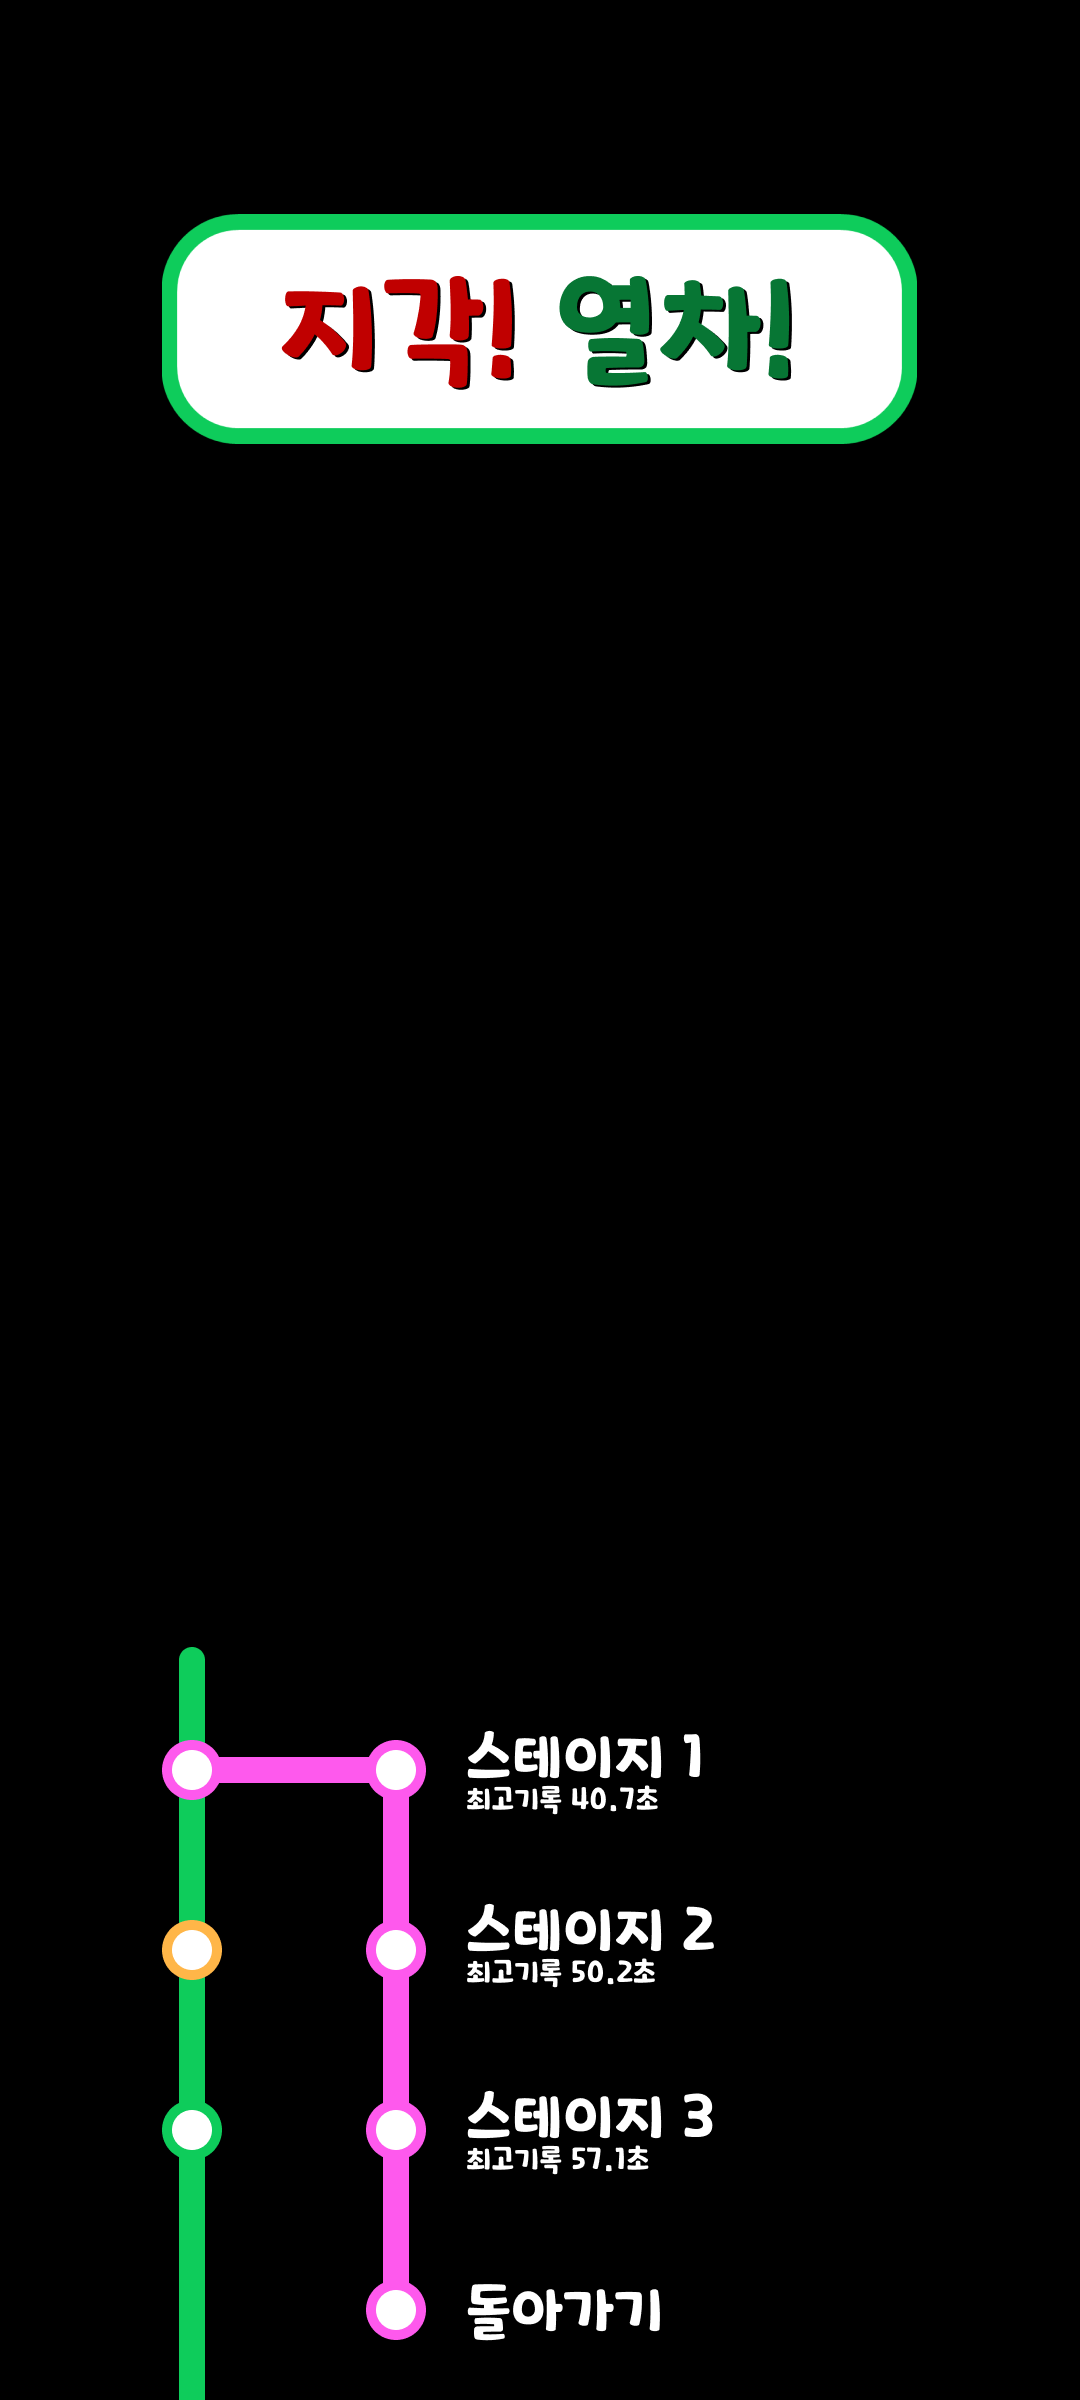 지각! 열차!
스테이지 1
최고기록 40.7초
스테이지 2
최고기록 50.2초
스테이지 3
최고기록 57.1초
돌아가기